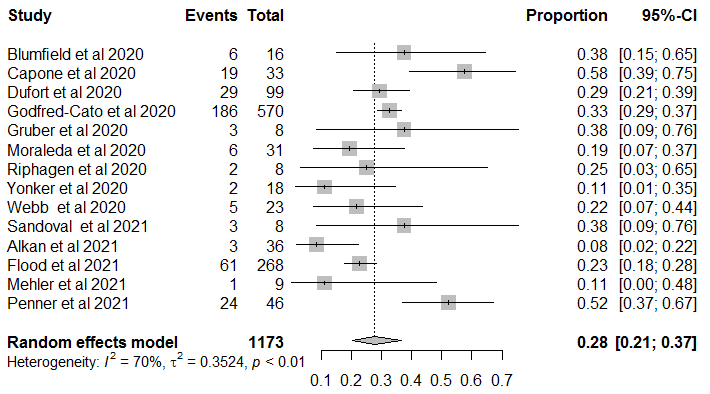 Study Events Total Proportion 95%-CI
Blumfield et al 2020 6 16 0.38 [0.15; 0.65]
Capone et al 2020 19 33 0.58 [0.39; 0.75]
Dufort et al 2020 29 99 0.29 [0.21; 0.39]
Godfred-Cato et al 2020 186 570 0.33 [0.29; 0.37]
Gruber et al 2020 3 8 0.38 [0.09; 0.76]
Moraleda et al 2020 6 31 0.19 [0.07; 0.37]
Riphagen et al 2020 2 8 0.25 [0.03; 0.65]
Yonker et al 2020 2 18 0.11 [0.01; 0.35]
Webb et al 2020 5 23 0.22 [0.07; 0.44]
Sandoval et al 2021 3 8 0.38 [0.09; 0.76]
Alkan et al 2021 3 36 0.08 [0.02; 0.22]
Flood et al 2021 61 268 0.23 [0.18; 0.28]
Mehler et al 2021 1 9 0.11 [0.00; 0.48]
Penner et al 2021 24 46 0.52 [0.37; 0.67]
Random effects model 1173 0.28 [0.21; 0.37]
Heterogeneity: I² = 70%, τ² = 0.3524, p < 0.01
0.1 0.2 0.3 0.4 0.5 0.6 0.7